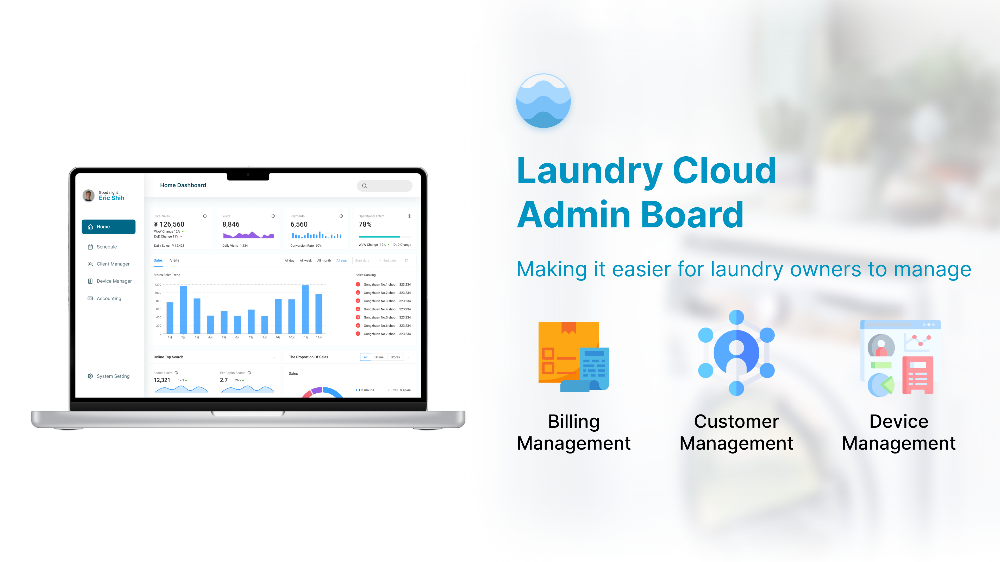 Good night,
Eric Shih
Home
Schedule
Client Manager
Device Manager
Accounting
System Setting
Home Dashboard
Total Sales
¥ 126,560
WoW Change 12%
DoD Change 11%
Daily Sales ¥ 12,423
Visits
8,846
Daily Visits 1,234
Payments
6,560
Conversion Rate 60%
Operational Effect
78%
WoW Change 12% DoD Change
Sales Visits
All day All week All month All year Start date → End date
Stores Sales Trend
1200
1000
800
600
400
200
0
1月 2月 3月 4月 5月 6月 7月 8月 9月 10月 11月 12月
Sales Ranking
1 Gongzhuan No.1 shop 323,234
2 Gongzhuan No.2 shop 323,234
3 Gongzhuan No.3 shop 323,234
4 Gongzhuan No.4 shop 323,234
5 Gongzhuan No.5 shop 323,234
6 Gongzhuan No.6 shop 323,234
7 Gongzhuan No.7 shop 323,234
Online Top Search ...
Search Users
12,321 17.1
Per Capita Search
2.7 26.2
The Proportion Of Sales
All Online Stores ...
Sales
Elit mauris 28.79% $ 4,544
Laundry Cloud
Admin Board
Making it easier for laundry owners to manage
Billing
Management
Customer
Management
Device
Management